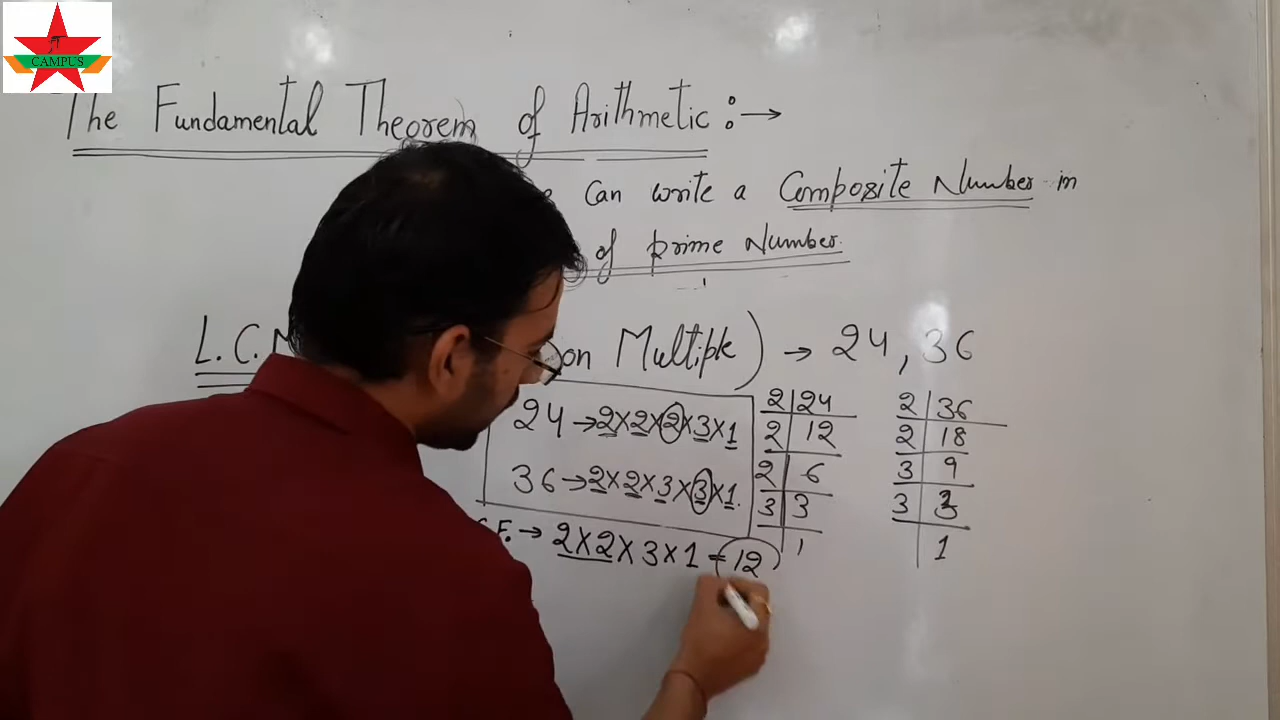 CAMPUS
The Fundamental Theorem of Arithmetic :→
Can write a Composite Number in
of prime Number.
L.C. Multiple) → 24, 36
24 → 2×2×2×3×1
36 → 2×2×3×3×1.
F. → 2×2×3×1 = 12
2 | 24
2 | 12
2 | 6
3 | 3
1
2 | 36
2 | 18
3 | 9
3 | 3
1